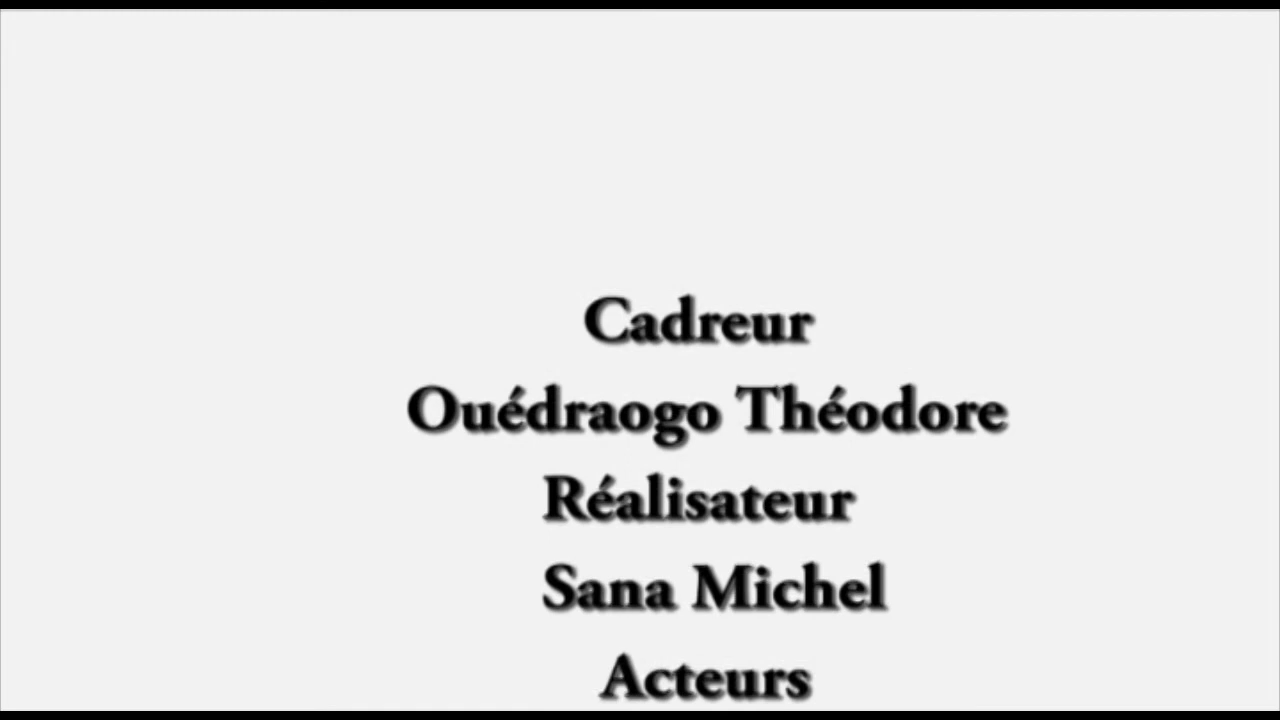 Cadreur
Ouédraogo Théodore
Réalisateur
Sana Michel
Acteurs